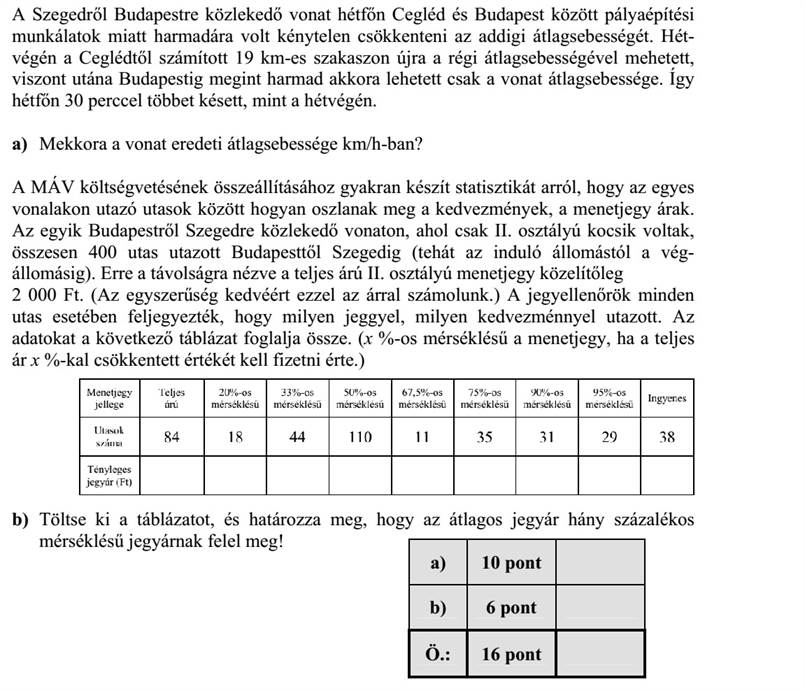 A Szegedről Budapestre közlekedő vonat hétfőn Cegléd és Budapest között pályaépítési
munkálatok miatt harmadára volt kénytelen csökkenteni az addigi átlagsebességét. Hét-
végén a Ceglédtől számított 19 km-es szakaszon újra a régi átlagsebességével mehetett,
viszont utána Budapestig megint harmad akkora lehetett csak a vonat átlagsebessége. Így
hétfőn 30 perccel többet késett, mint a hétvégén.
a) Mekkora a vonat eredeti átlagsebessége km/h-ban?
A MÁV költségvetésének összeállításához gyakran készít statisztikát arról, hogy az egyes
vonalakon utazó utasok között hogyan oszlanak meg a kedvezmények, a menetjegy árak.
Az egyik Budapestről Szegedre közlekedő vonaton, ahol csak II. osztályú kocsik voltak,
összesen 400 utas utazott Budapesttől Szegedig (tehát az induló állomástól a vég-
állomásig). Erre a távolságra nézve a teljes árú II. osztályú menetjegy közelítőleg
2 000 Ft. (Az egyszerűség kedvéért ezzel az árral számolunk.) A jegyellenőrök minden
utas esetében feljegyezték, hogy milyen jeggyel, milyen kedvezménnyel utazott. Az
adatokat a következő táblázat foglalja össze. (x %-os mérséklésű a menetjegy, ha a teljes
ár x %-kal csökkentett értékét kell fizetni érte.)
Menetjegy jellege Teljes árú 20%-os mérséklésű 33%-os mérséklésű 50%-os mérséklésű 67,5%-os mérséklésű 75%-os mérséklésű 90%-os mérséklésű 95%-os mérséklésű Ingyenes
Utasok száma 84 18 44 110 11 35 31 29 38
Tényleges jegyár (Ft)
b) Töltse ki a táblázatot, és határozza meg, hogy az átlagos jegyár hány százalékos
mérséklésű jegyárnak felel meg!
a) 10 pont
b) 6 pont
Ö.: 16 pont